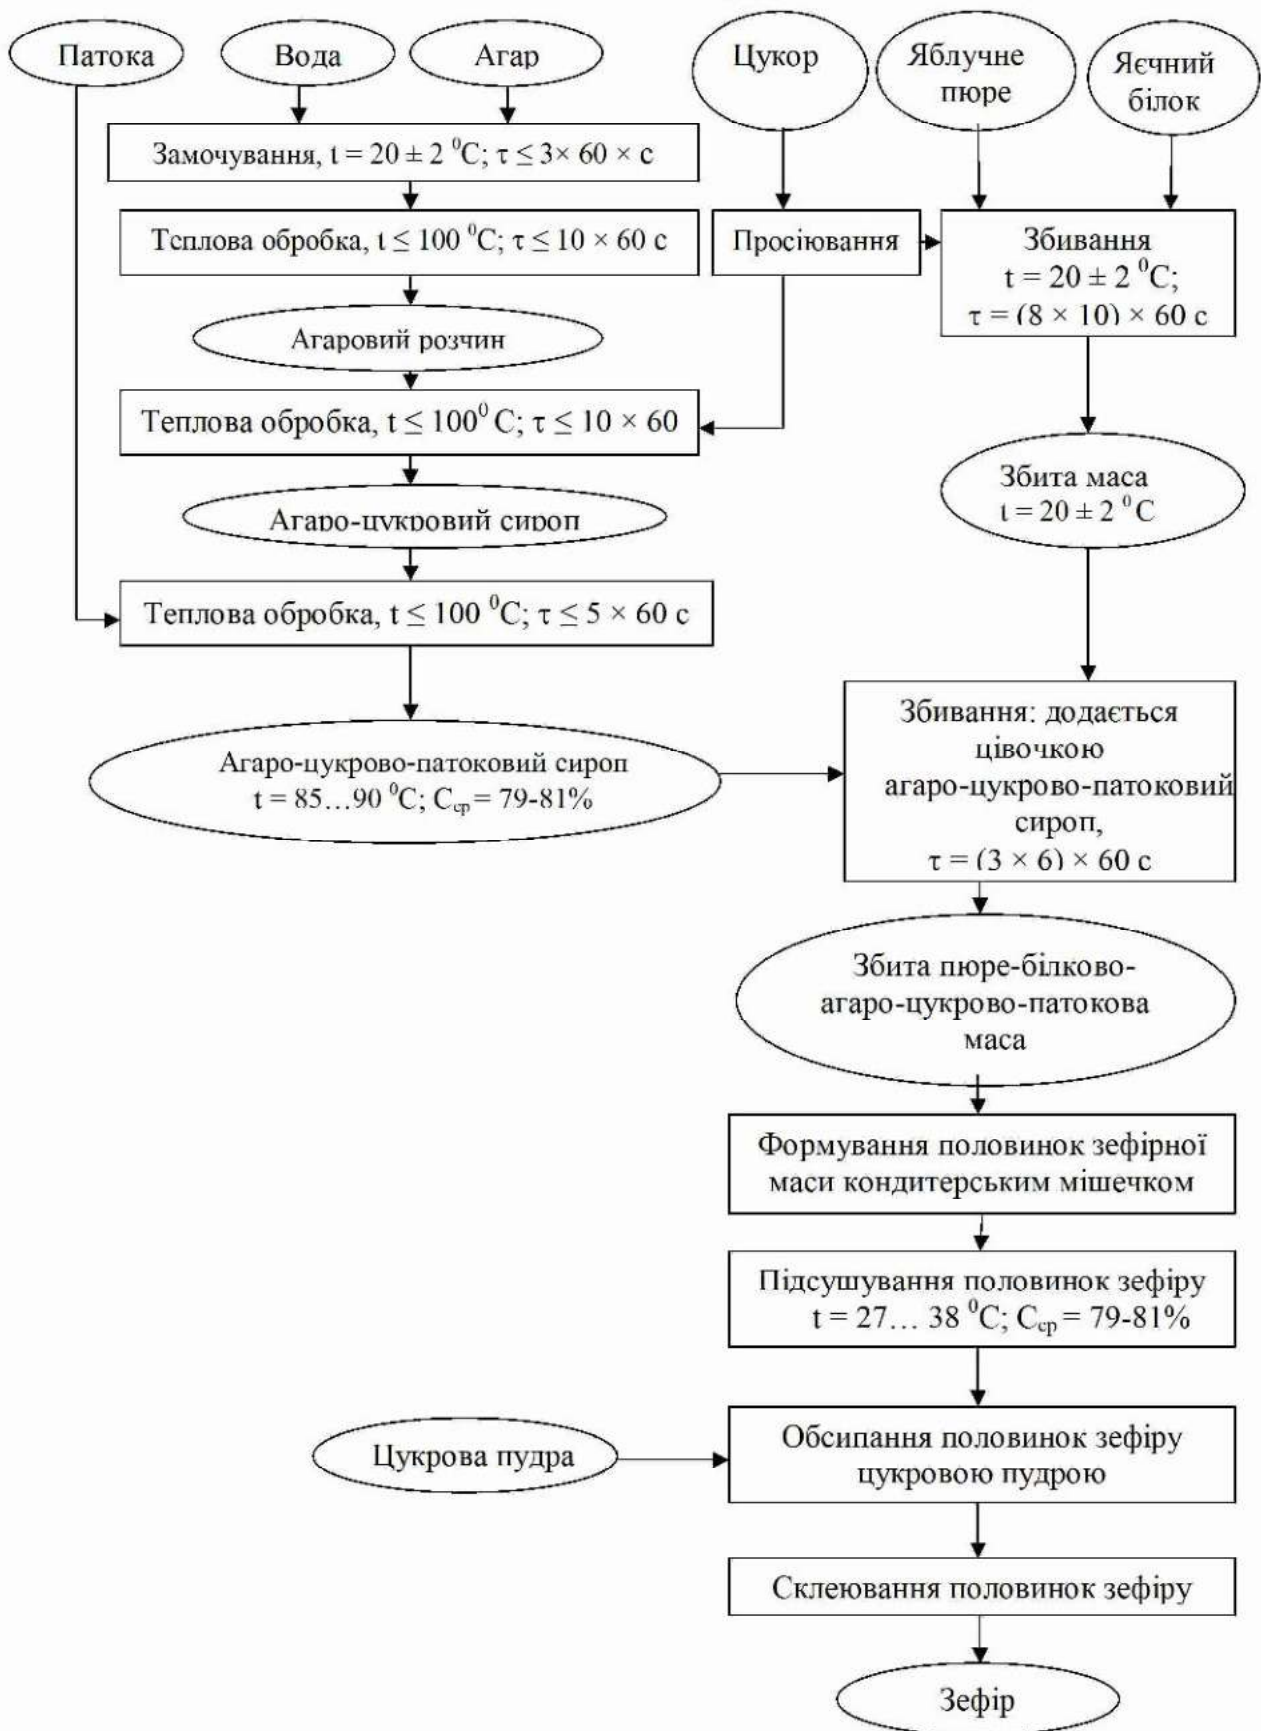 Патока
Вода
Агар
Цукор
Яблучне
пюре
Яєчний
білок
Замочування, t = 20 ± 2 ⁰C; τ ≤ 3× 60 × с
Теплова обробка, t ≤ 100 ⁰C; τ ≤ 10 × 60 с
Просіювання
Збивання
t = 20 ± 2 ⁰C;
τ = (8 × 10) × 60 с
Агаровий розчин
Теплова обробка, t ≤ 100⁰ C; τ ≤ 10 × 60
Збита маса
t = 20 ± 2 ⁰C
Агаро-цукровий сироп
Теплова обробка, t ≤ 100 ⁰C; τ ≤ 5 × 60 с
Збивання: додається
цівочкою
агаро-цукрово-патоковий
сироп,
τ = (3 × 6) × 60 с
Агаро-цукрово-патоковий сироп
t = 85…90 ⁰C; Cср = 79-81%
Збита пюре-білково-
агаро-цукрово-патокова
маса
Формування половинок зефірної
маси кондитерським мішечком
Підсушування половинок зефіру
t = 27… 38 ⁰C; Cср = 79-81%
Цукрова пудра
Обсипання половинок зефіру
цукровою пудрою
Склеювання половинок зефіру
Зефір